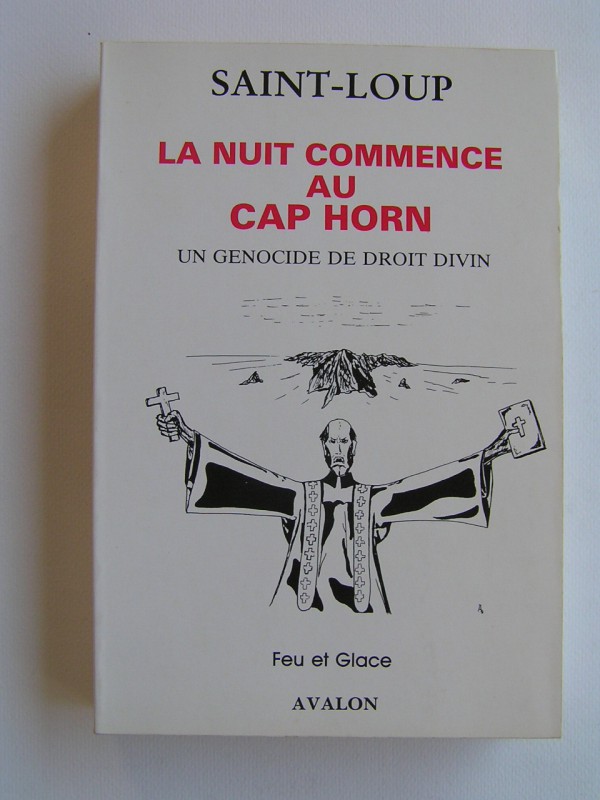 SAINT-LOUP
LA NUIT COMMENCE
AU
CAP HORN
UN GENOCIDE DE DROIT DIVIN
Feu et Glace
AVALON